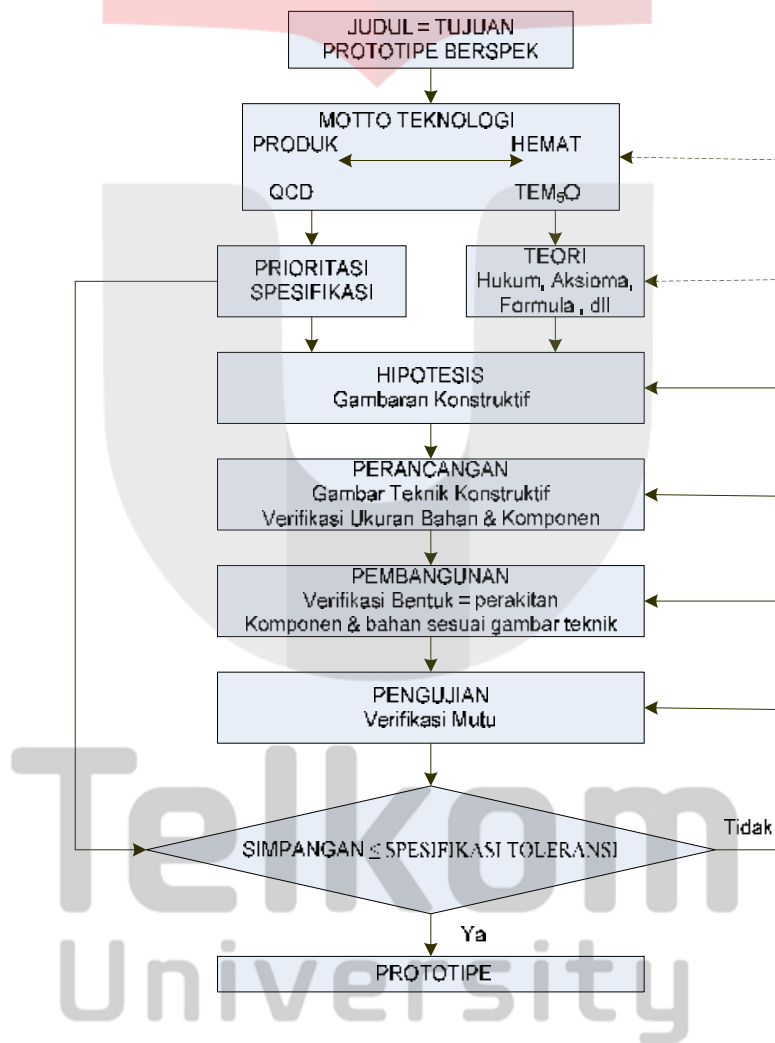 JUDUL = TUJUAN
PROTOTIPE BERSPEK
MOTTO TEKNOLOGI
PRODUK HEMAT
QCD TEM₅O
PRIORITASI
SPESIFIKASI
TEORI
Hukum, Aksioma,
Formula , dll
HIPOTESIS
Gambaran Konstruktif
PERANCANGAN
Gambar Teknik Konstruktif
Verifikasi Ukuran Bahan & Komponen
PEMBANGUNAN
Verifikasi Bentuk = perakitan
Komponen & bahan sesuai gambar teknik
PENGUJIAN
Verifikasi Mutu
SIMPANGAN ≤ SPESIFIKASI TOLERANSI
Tidak
Ya
PROTOTIPE
Telkom
University